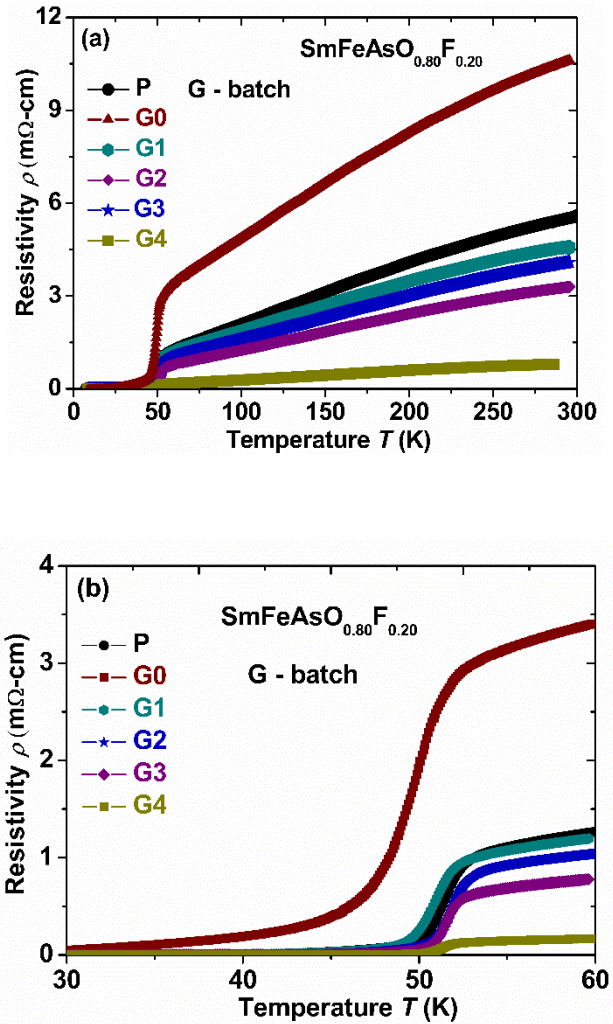 (a)
SmFeAsO0.80F0.20
G - batch
P
G0
G1
G2
G3
G4
Resistivity ρ (mΩ-cm)
12
9
6
3
0
0 50 100 150 200 250 300
Temperature T (K)
(b)
SmFeAsO0.80F0.20
G - batch
P
G0
G1
G2
G3
G4
Resistivity ρ (mΩ-cm)
4
3
2
1
0
30 40 50 60
Temperature T (K)